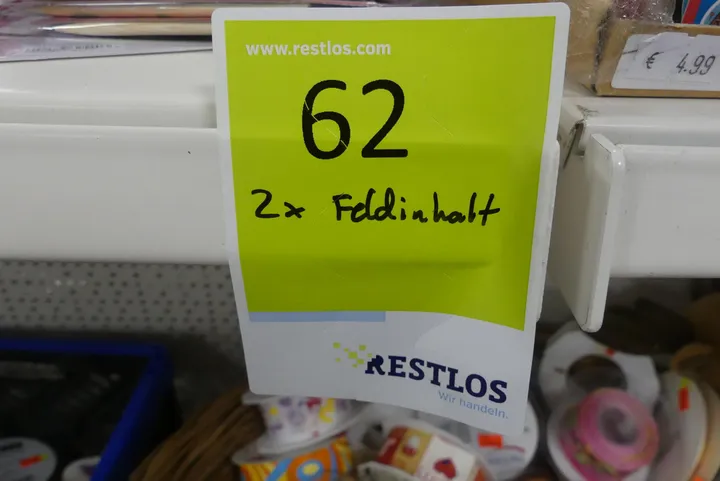 www.restlos.com
62
2x Feldinhalt
RESTLOS
Wir handeln.
€ 4.99